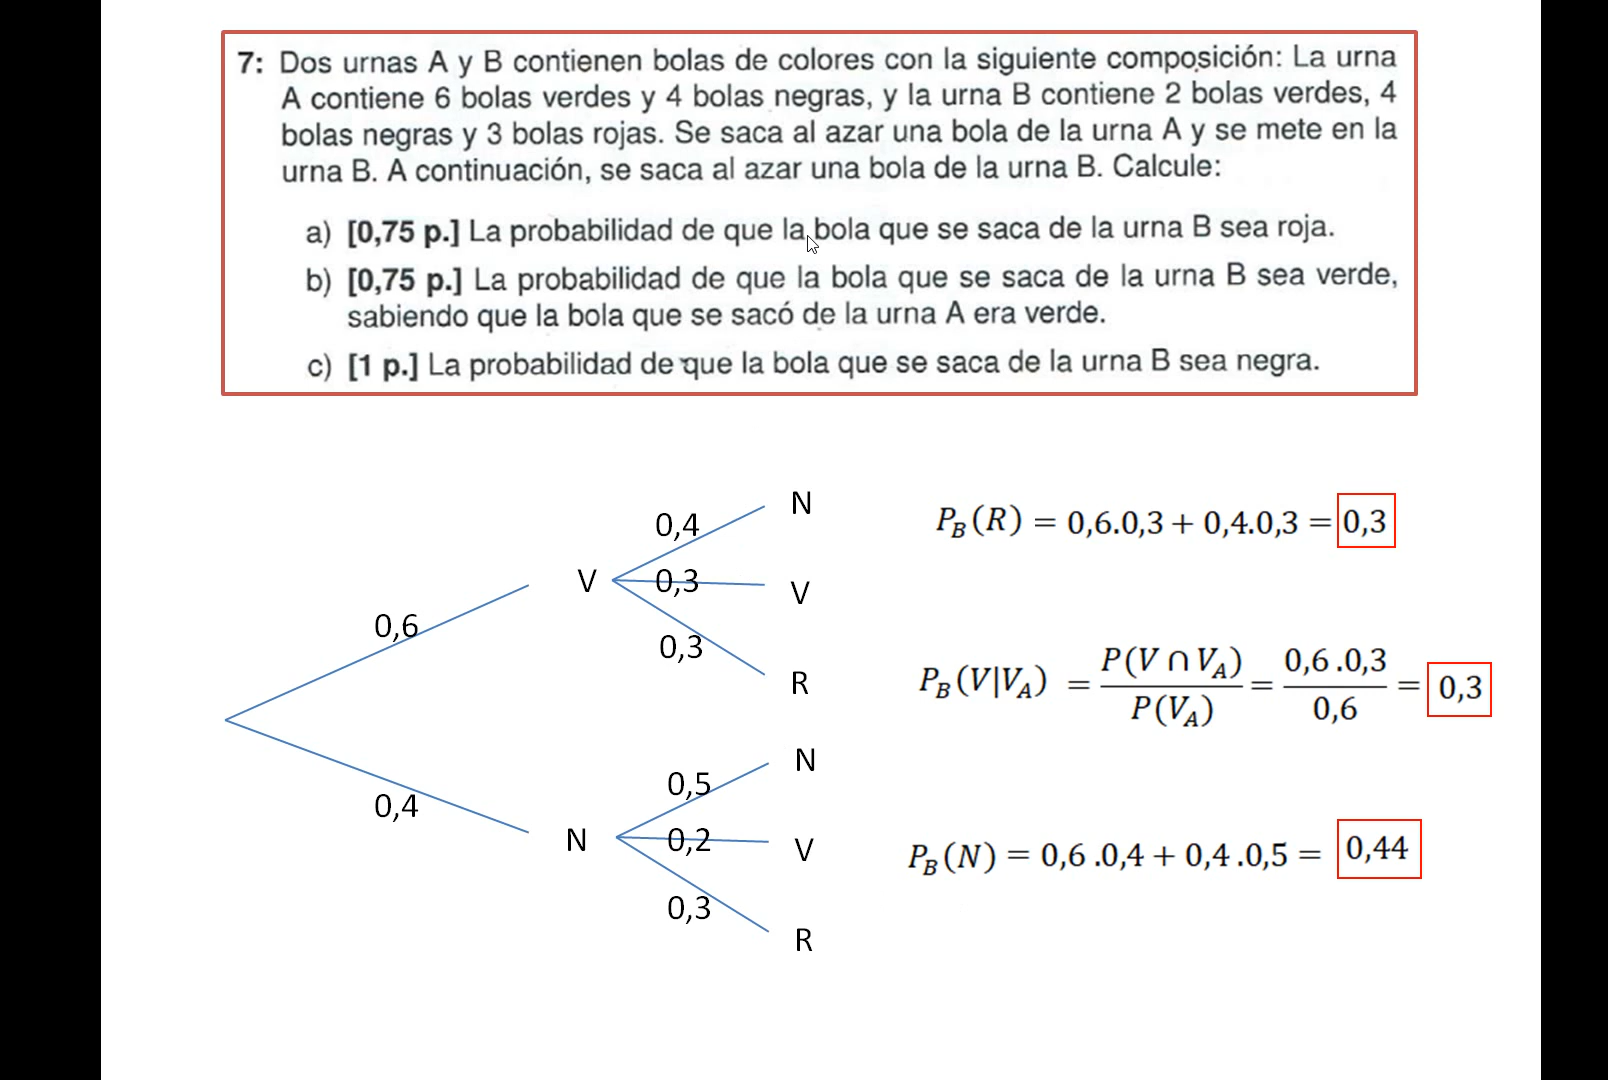 7: Dos urnas A y B contienen bolas de colores con la siguiente composición: La urna
A contiene 6 bolas verdes y 4 bolas negras, y la urna B contiene 2 bolas verdes, 4
bolas negras y 3 bolas rojas. Se saca al azar una bola de la urna A y se mete en la
urna B. A continuación, se saca al azar una bola de la urna B. Calcule:
a) [0,75 p.] La probabilidad de que la bola que se saca de la urna B sea roja.
b) [0,75 p.] La probabilidad de que la bola que se saca de la urna B sea verde,
sabiendo que la bola que se sacó de la urna A era verde.
c) [1 p.] La probabilidad de que la bola que se saca de la urna B sea negra.
0,6
V
0,4
N
0,3
V
0,3
R
0,4
N
0,5
N
0,2
V
0,3
R
P_B(R) = 0,6.0,3 + 0,4.0,3 = 0,3
P_B(V|V_A) = P(V ∩ V_A) / P(V_A) = 0,6 .0,3 / 0,6 = 0,3
P_B(N) = 0,6 .0,4 + 0,4 .0,5 = 0,44